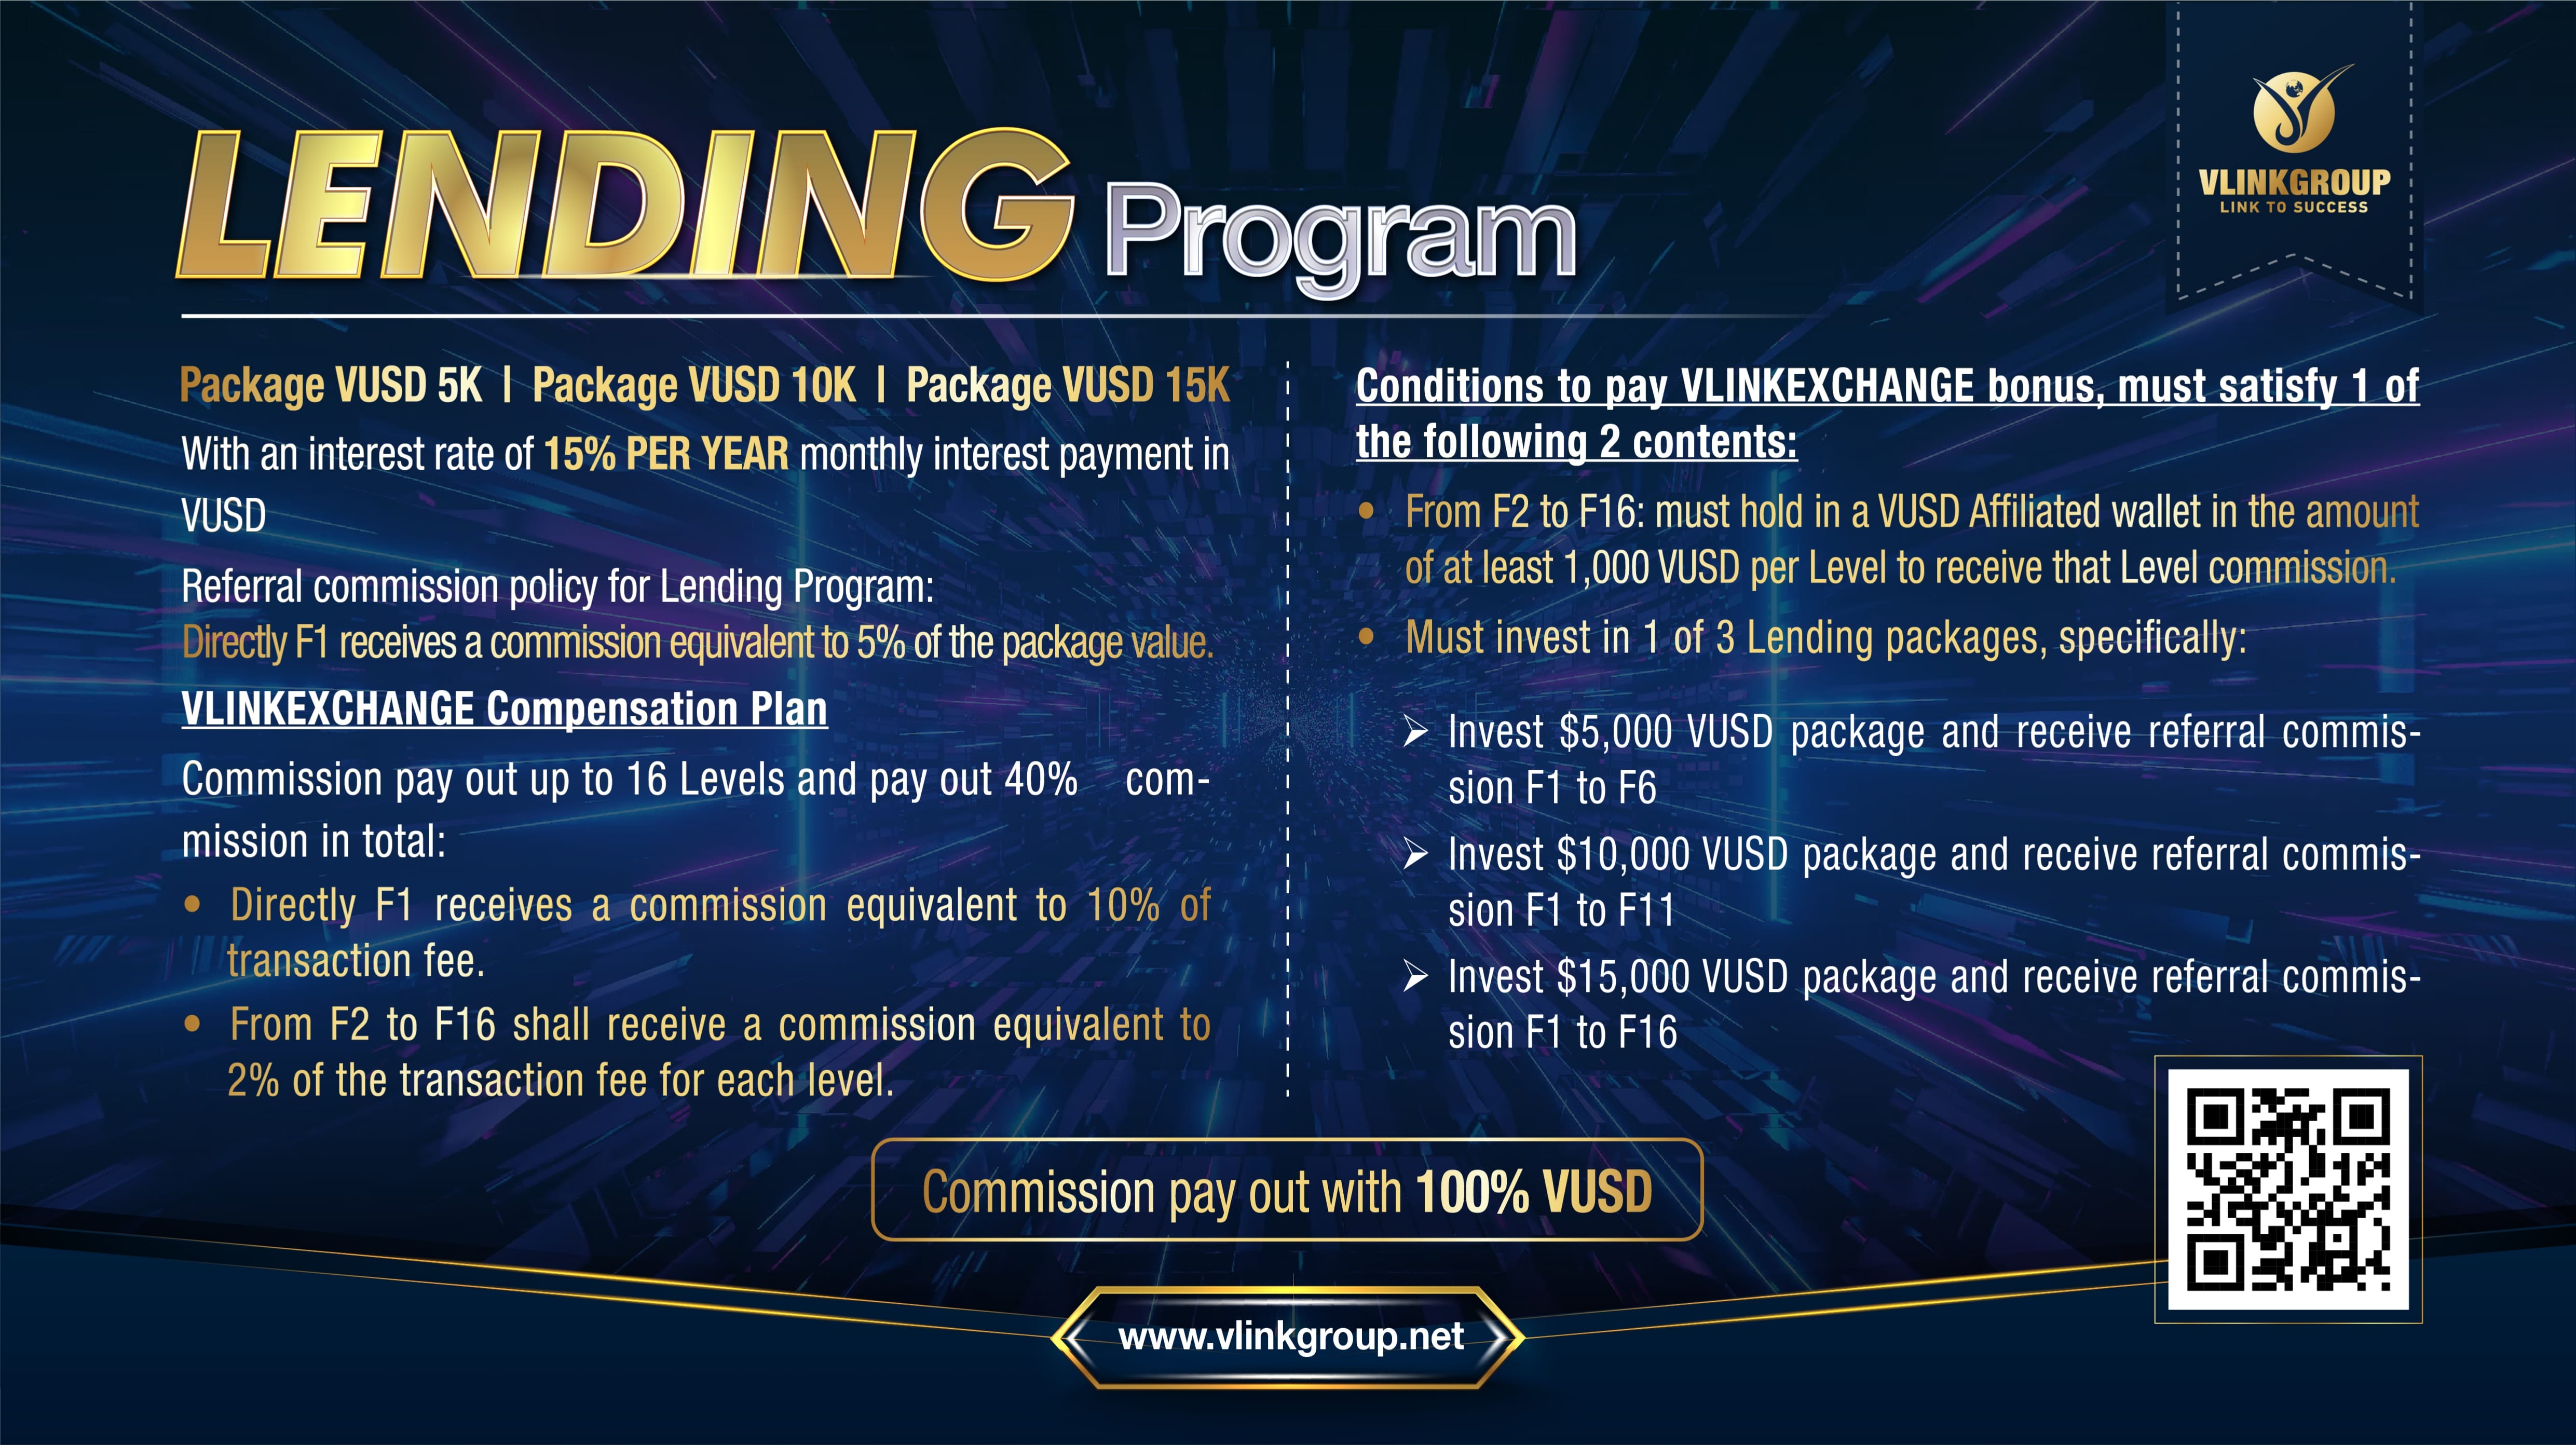 VLINKGROUP
LINK TO SUCCESS
LENDING Program
Package VUSD 5K | Package VUSD 10K | Package VUSD 15K
With an interest rate of 15% PER YEAR monthly interest payment in
VUSD
Referral commission policy for Lending Program:
Directly F1 receives a commission equivalent to 5% of the package value.
VLINKEXCHANGE Compensation Plan
Commission pay out up to 16 Levels and pay out 40% com-
mission in total:
• Directly F1 receives a commission equivalent to 10% of
transaction fee.
• From F2 to F16 shall receive a commission equivalent to
2% of the transaction fee for each level.
Conditions to pay VLINKEXCHANGE bonus, must satisfy 1 of
the following 2 contents:
• From F2 to F16: must hold in a VUSD Affiliated wallet in the amount
of at least 1,000 VUSD per Level to receive that Level commission.
• Must invest in 1 of 3 Lending packages, specifically:
➢ Invest $5,000 VUSD package and receive referral commis-
sion F1 to F6
➢ Invest $10,000 VUSD package and receive referral commis-
sion F1 to F11
➢ Invest $15,000 VUSD package and receive referral commis-
sion F1 to F16
Commission pay out with 100% VUSD
www.vlinkgroup.net